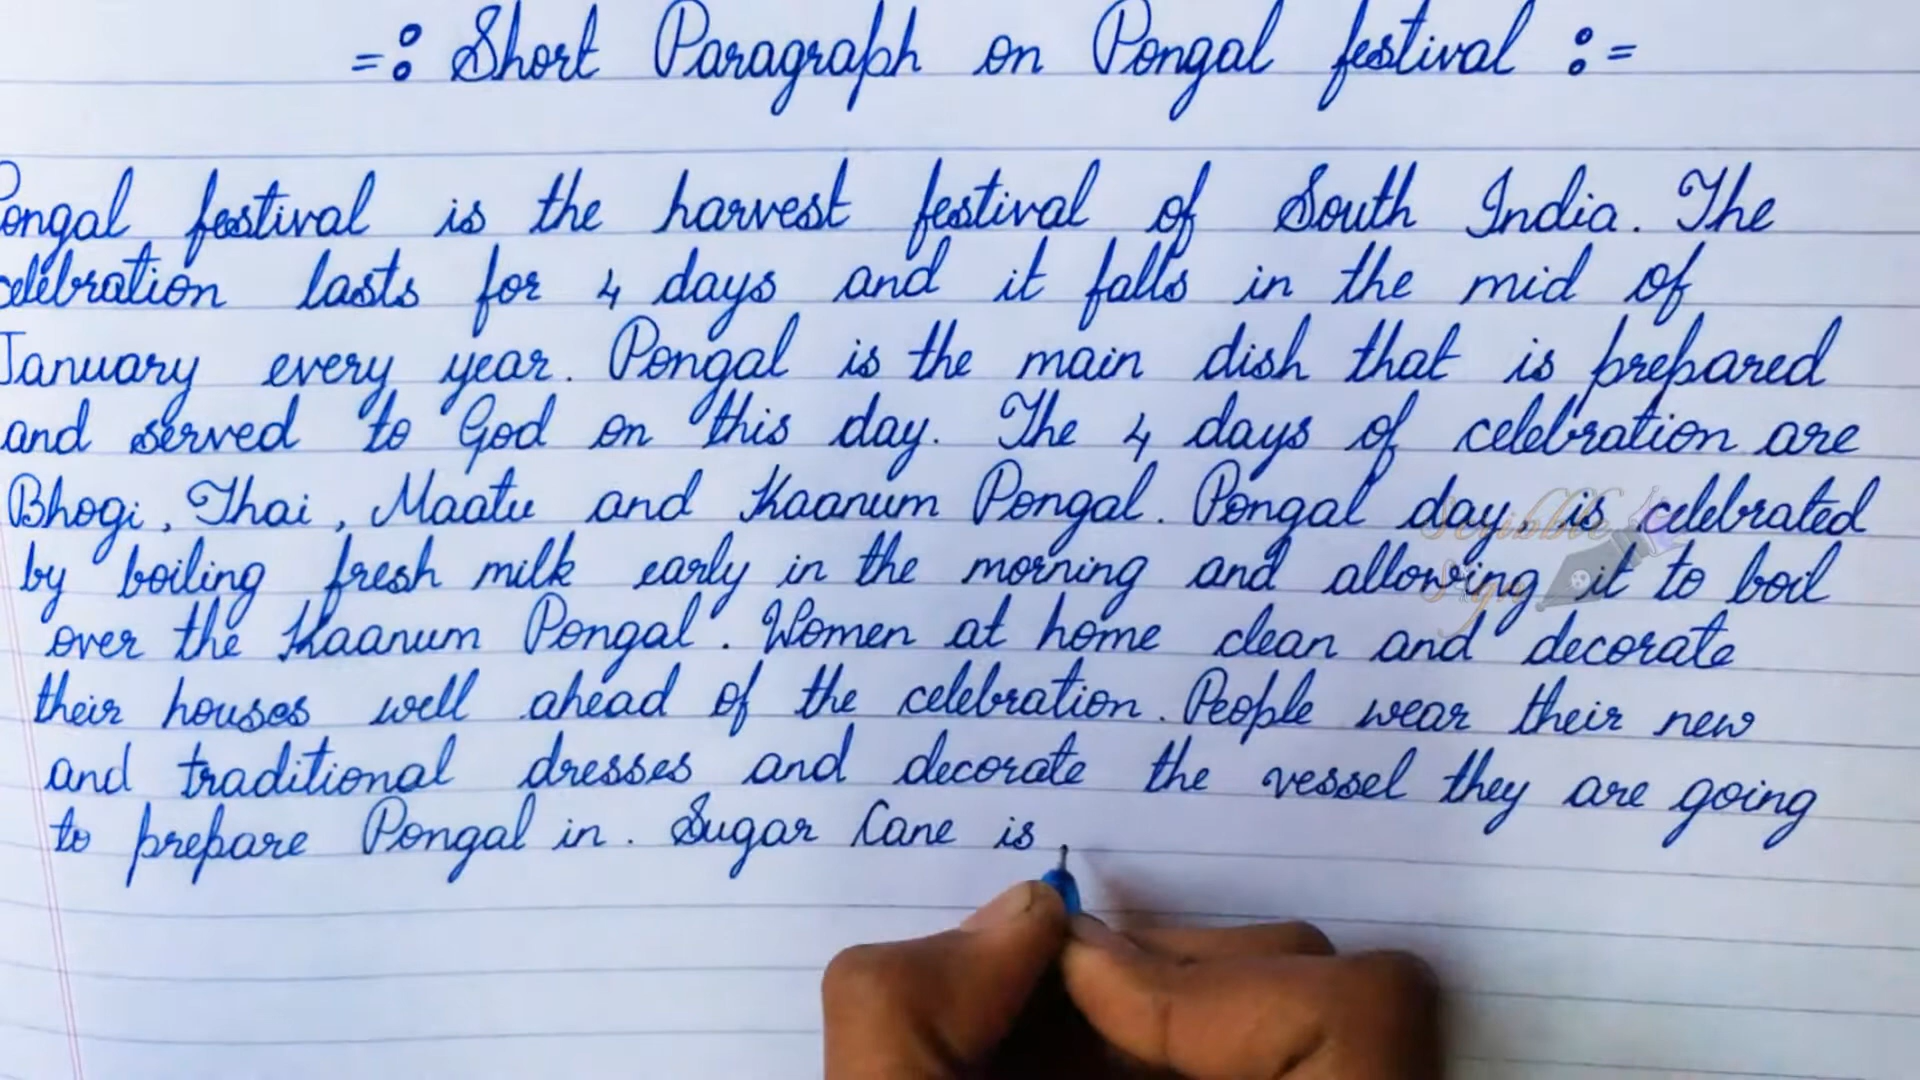 =: Short Paragraph on Pongal festival :=
Pongal festival is the harvest festival of South India. The
celebration lasts for 4 days and it falls in the mid of
January every year. Pongal is the main dish that is prepared
and served to God on this day. The 4 days of celebration are
Bhogi, Thai, Maatu and Kaanum Pongal. Pongal day, is celebrated
by boiling fresh milk early in the morning and allowing it to boil
over the Kaanum Pongal. Women at home clean and decorate
their houses well ahead of the celebration. People wear their new
and traditional dresses and decorate the vessel they are going
to prepare Pongal in. Sugar Cane is
Scribble